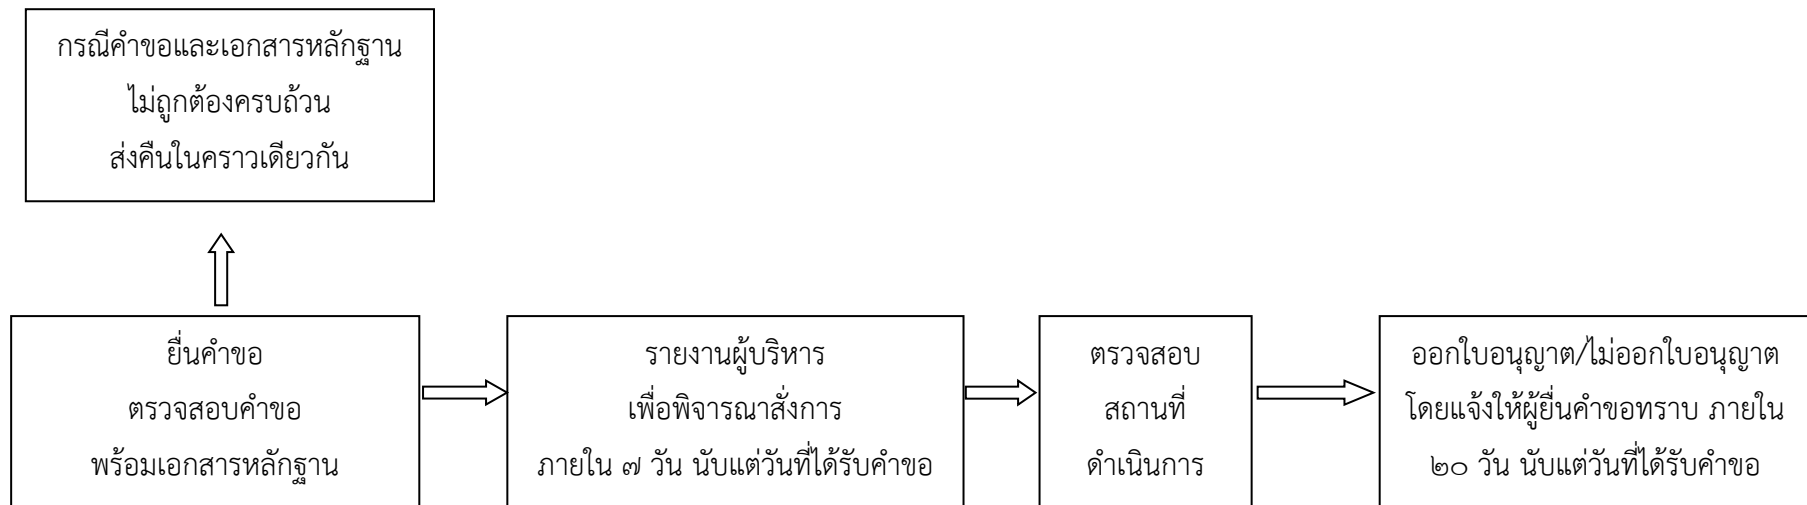 กรณีคำขอและเอกสารหลักฐาน
ไม่ถูกต้องครบถ้วน
ส่งคืนในคราวเดียวกัน
ยื่นคำขอ
ตรวจสอบคำขอ
พร้อมเอกสารหลักฐาน
รายงานผู้บริหาร
เพื่อพิจารณาสั่งการ
ภายใน ๗ วัน นับแต่วันที่ได้รับคำขอ
ตรวจสอบ
สถานที่
ดำเนินการ
ออกใบอนุญาต/ไม่ออกใบอนุญาต
โดยแจ้งให้ผู้ยื่นคำขอทราบ ภายใน
๒๐ วัน นับแต่วันที่ได้รับคำขอ